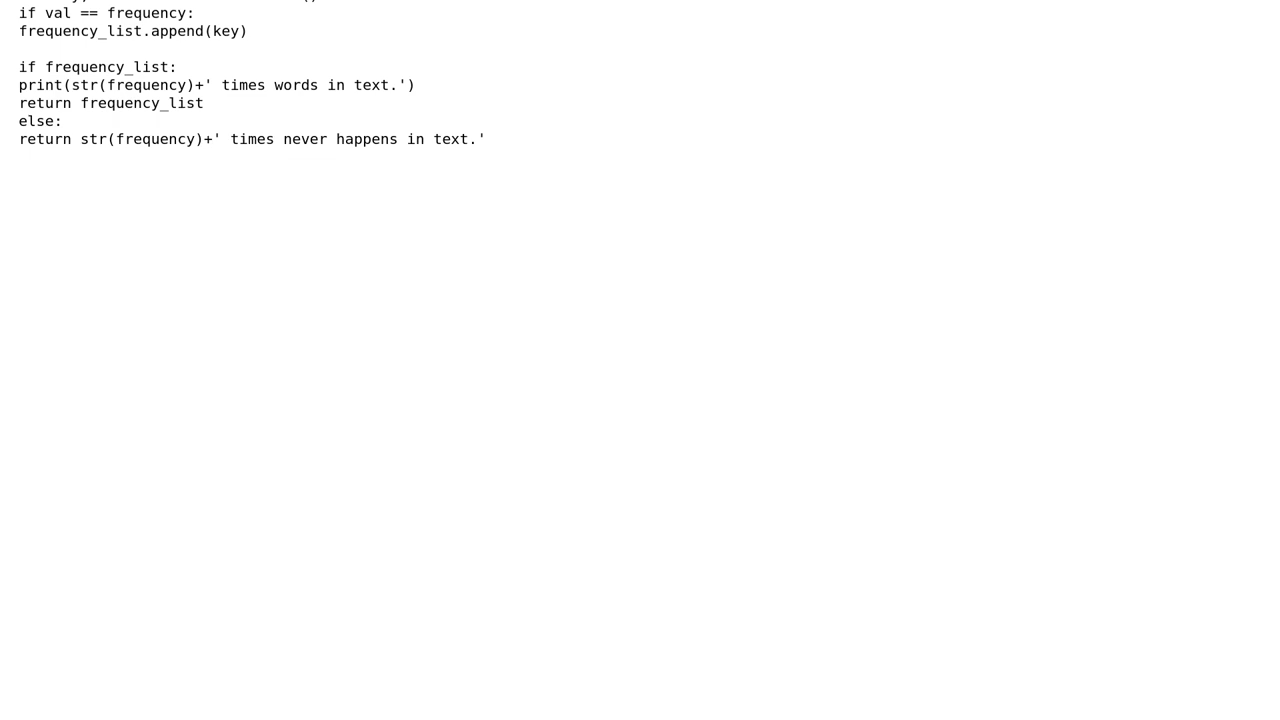 if val == frequency:
frequency_list.append(key)

if frequency_list:
print(str(frequency)+' times words in text.')
return frequency_list
else:
return str(frequency)+' times never happens in text.'